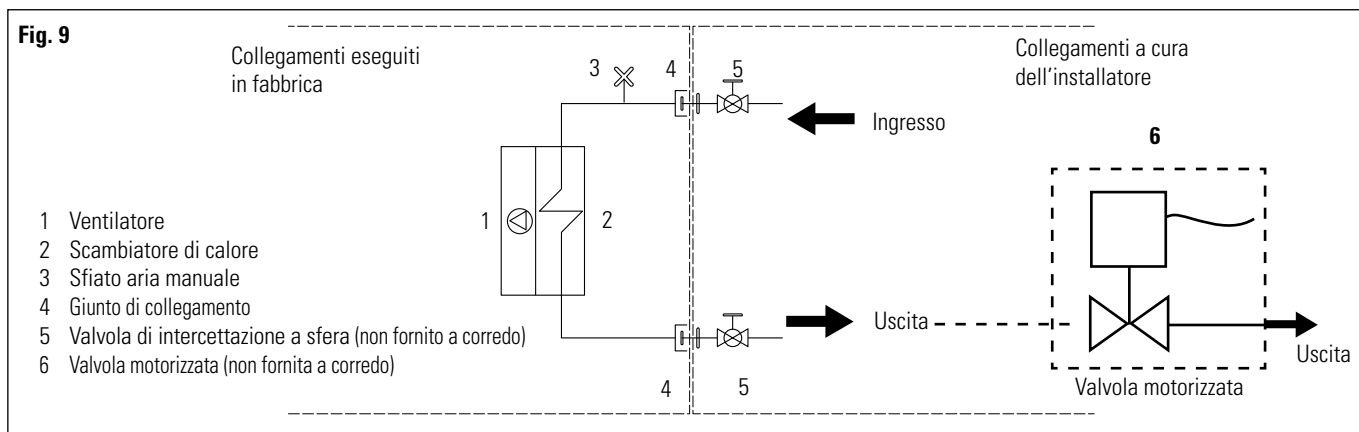 Fig. 9
Collegamenti eseguiti
in fabbrica
Collegamenti a cura
dell'installatore
3
4
5
Ingresso
6
1
2
1 Ventilatore
2 Scambiatore di calore
3 Sfiato aria manuale
4 Giunto di collegamento
5 Valvola di intercettazione a sfera (non fornito a corredo)
6 Valvola motorizzata (non fornita a corredo)
Uscita
Uscita
4
5
Valvola motorizzata